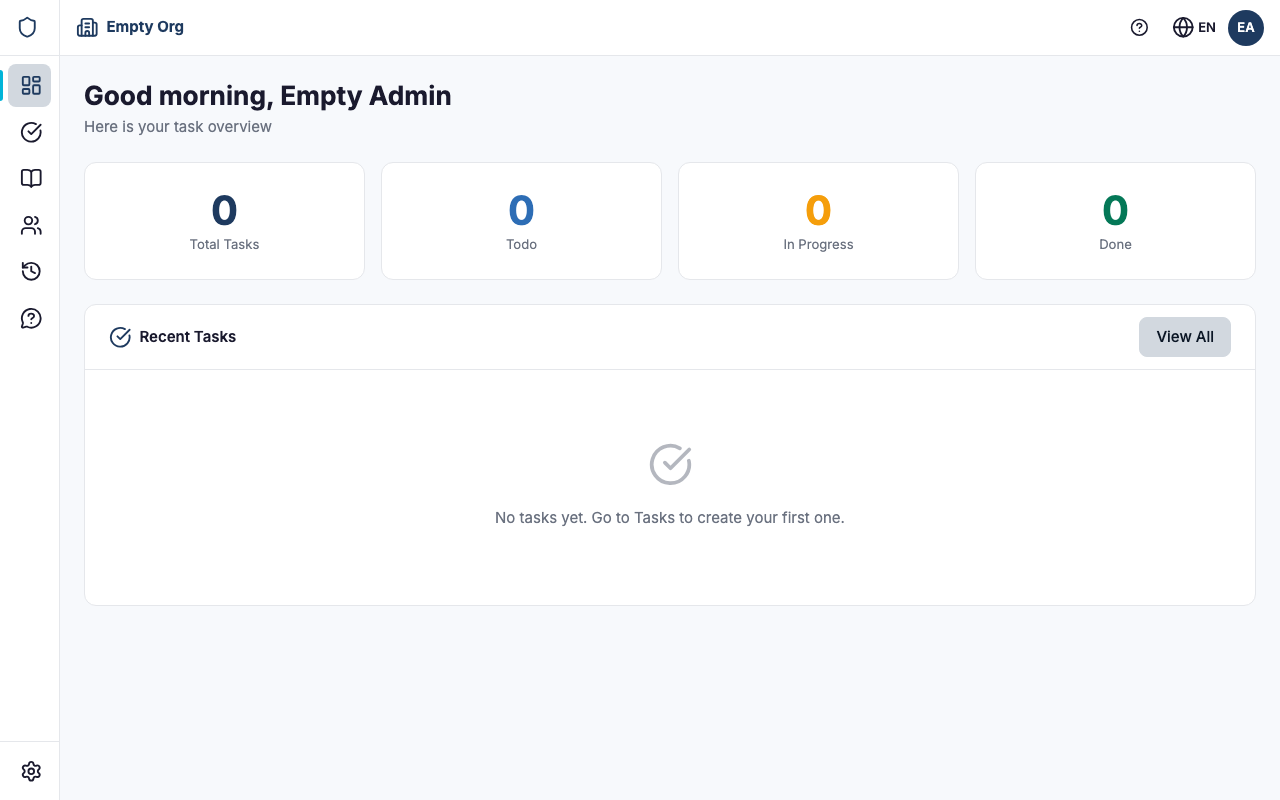 Empty Org
EN
EA
Good morning, Empty Admin
Here is your task overview
0
Total Tasks
0
Todo
0
In Progress
0
Done
Recent Tasks
View All
No tasks yet. Go to Tasks to create your first one.